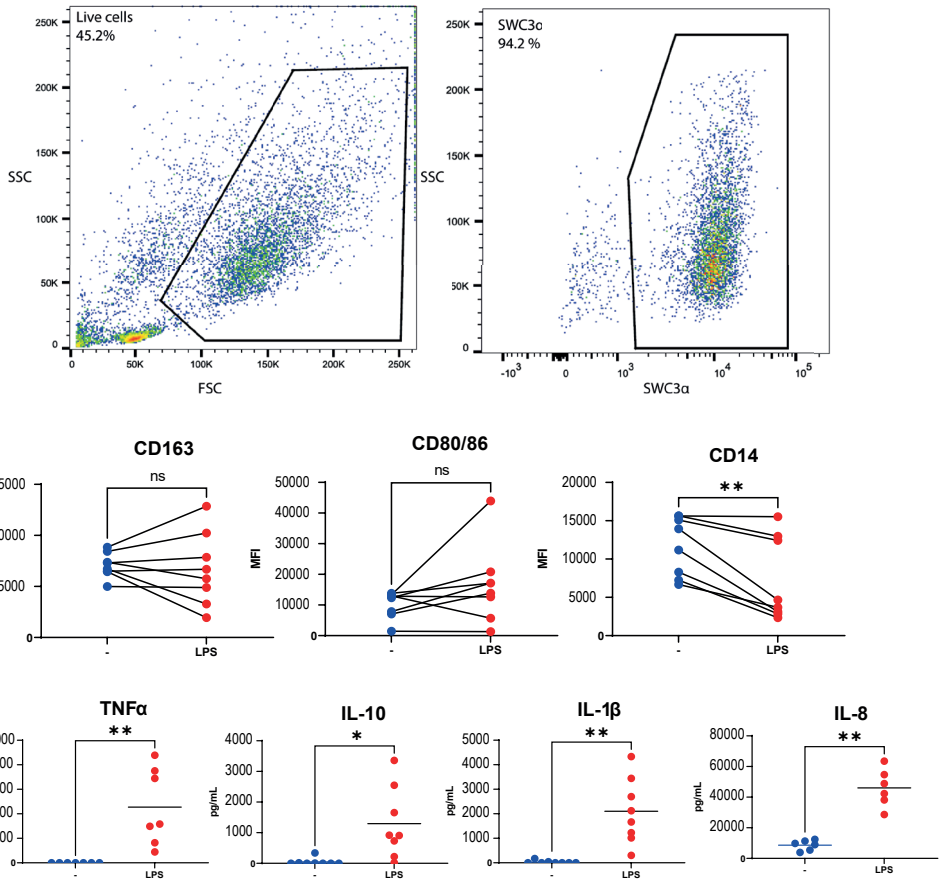 Live cells
45.2%
250K
200K
150K
SSC
100K
50K
0
0 50K 100K 150K 200K 250K
FSC
SWC3α
94.2 %
250K
200K
150K
SSC
100K
50K
0
-10³ 0 10³ 10⁴ 10⁵
SWC3α
CD163
ns
5000
0
- LPS
CD80/86
ns
50000
40000
30000
20000
10000
0
MFI
- LPS
CD14
**
20000
15000
10000
5000
0
MFI
- LPS
TNFα
**
0
- LPS
IL-10
*
4000
3000
2000
1000
0
pg/mL
- LPS
IL-1β
**
5000
4000
3000
2000
1000
0
pg/mL
- LPS
IL-8
**
80000
60000
40000
20000
0
pg/mL
- LPS